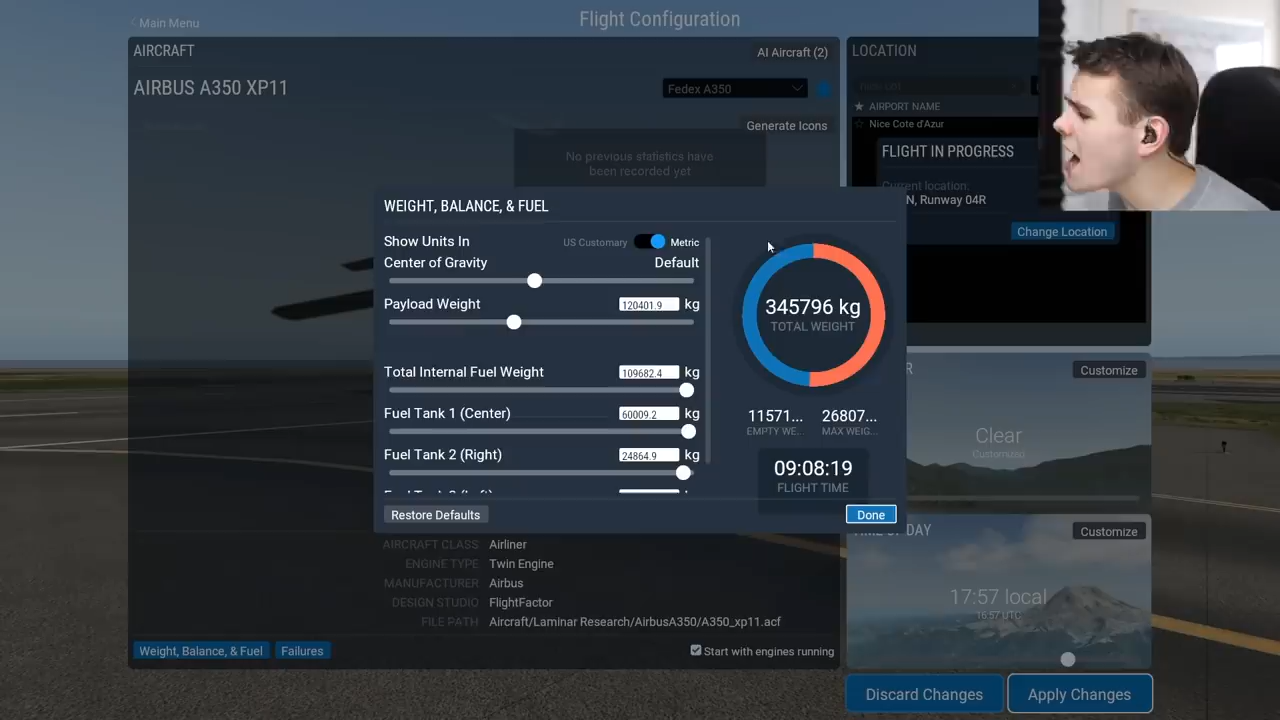 Main Menu
Flight Configuration
AIRCRAFT
AI Aircraft (2)
LOCATION
AIRBUS A350 XP11
Fedex A350
AIRPORT NAME
Nice Cote d'Azur
Generate Icons
No previous statistics have
been recorded yet
FLIGHT IN PROGRESS
Current location:
N, Runway 04R
Change Location
WEIGHT, BALANCE, & FUEL
Show Units In
US Customary
Metric
Center of Gravity
Default
Payload Weight
120401.9 kg
Total Internal Fuel Weight
109682.4 kg
Fuel Tank 1 (Center)
60009.2 kg
Fuel Tank 2 (Right)
24864.9 kg
345796 kg
TOTAL WEIGHT
11571...
EMPTY WE...
26807...
MAX WEIG...
09:08:19
FLIGHT TIME
Restore Defaults
Done
Customize
Clear
Customized
AIRCRAFT CLASS Airliner
ENGINE TYPE Twin Engine
MANUFACTURER Airbus
DESIGN STUDIO FlightFactor
FILE PATH Aircraft/Laminar Research/AirbusA350/A350_xp11.acf
Customize
17:57 local
16:57 UTC
Weight, Balance, & Fuel
Failures
Start with engines running
Discard Changes
Apply Changes